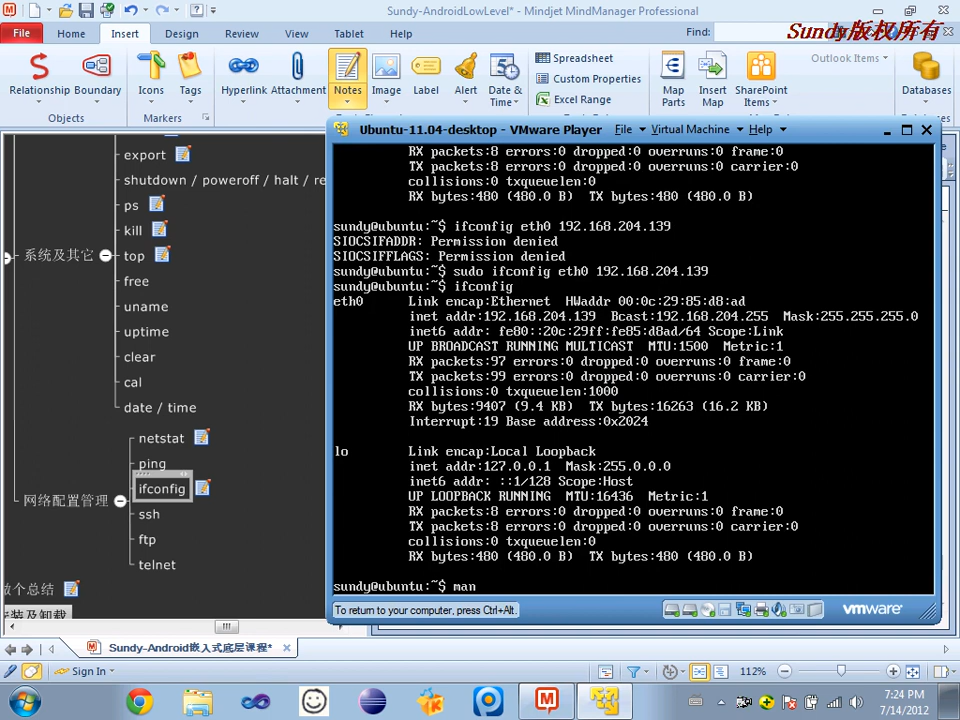 Sundy-AndroidLowLevel* - Mindjet MindManager Professional
File Home Insert Design Review View Tablet Help Find:
Sundy版权所有
Relationship Boundary
Objects
Icons Tags
Markers
Hyperlink Attachment Notes Image Label Alert Date & Time
Spreadsheet
Custom Properties
Excel Range
Map Parts
Insert Map
SharePoint Items
Outlook Items
Databases
Databases
export
shutdown / poweroff / halt / re
ps
kill
系统及其它
top
free
uname
uptime
clear
cal
date / time
netstat
ping
ifconfig
网络配置管理
ssh
ftp
telnet
做个总结
安装及卸载
Ubuntu-11.04-desktop - VMware Player File Virtual Machine Help
RX packets:8 errors:0 dropped:0 overruns:0 frame:0
TX packets:8 errors:0 dropped:0 overruns:0 carrier:0
collisions:0 txqueuelen:0
RX bytes:480 (480.0 B) TX bytes:480 (480.0 B)
sundy@ubuntu:~$ ifconfig eth0 192.168.204.139
SIOCSIFADDR: Permission denied
SIOCSIFFLAGS: Permission denied
sundy@ubuntu:~$ sudo ifconfig eth0 192.168.204.139
sundy@ubuntu:~$ ifconfig
eth0 Link encap:Ethernet HWaddr 00:0c:29:85:d8:ad
inet addr:192.168.204.139 Bcast:192.168.204.255 Mask:255.255.255.0
inet6 addr: fe80::20c:29ff:fe85:d8ad/64 Scope:Link
UP BROADCAST RUNNING MULTICAST MTU:1500 Metric:1
RX packets:97 errors:0 dropped:0 overruns:0 frame:0
TX packets:99 errors:0 dropped:0 overruns:0 carrier:0
collisions:0 txqueuelen:1000
RX bytes:9407 (9.4 KB) TX bytes:16263 (16.2 KB)
Interrupt:19 Base address:0x2024
lo Link encap:Local Loopback
inet addr:127.0.0.1 Mask:255.0.0.0
inet6 addr: ::1/128 Scope:Host
UP LOOPBACK RUNNING MTU:16436 Metric:1
RX packets:8 errors:0 dropped:0 overruns:0 frame:0
TX packets:8 errors:0 dropped:0 overruns:0 carrier:0
collisions:0 txqueuelen:0
RX bytes:480 (480.0 B) TX bytes:480 (480.0 B)
sundy@ubuntu:~$ man
To return to your computer, press Ctrl+Alt.
vmware
Sundy-Android嵌入式底层课程*
Sign In
112%
7:24 PM
7/14/2012